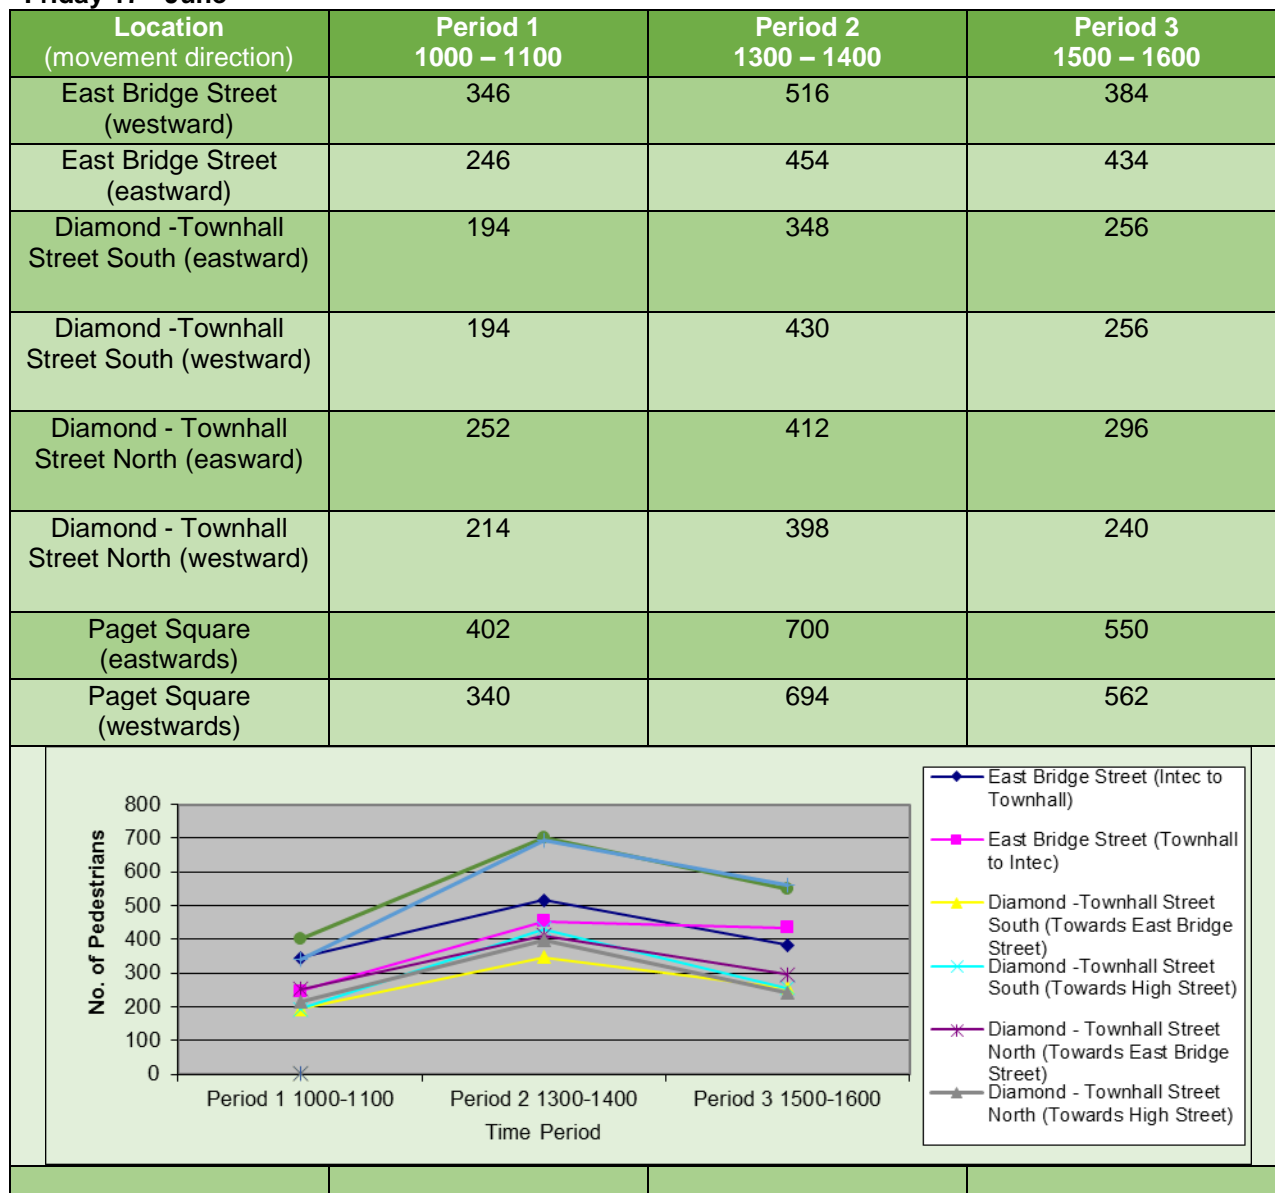 Location Period 1 Period 2 Period 3
(movement direction) 1000 – 1100 1300 – 1400 1500 – 1600
East Bridge Street 346 516 384
(westward)
East Bridge Street 246 454 434
(eastward)
Diamond -Townhall 194 348 256
Street South (eastward)
Diamond -Townhall 194 430 256
Street South (westward)
Diamond - Townhall 252 412 296
Street North (easward)
Diamond - Townhall 214 398 240
Street North (westward)
Paget Square 402 700 550
(eastwards)
Paget Square 340 694 562
(westwards)
No. of Pedestrians
800
700
600
500
400
300
200
100
0
Period 1 1000-1100 Period 2 1300-1400 Period 3 1500-1600
Time Period
East Bridge Street (Intec to
Townhall)
East Bridge Street (Townhall
to Intec)
Diamond -Townhall Street
South (Towards East Bridge
Street)
Diamond -Townhall Street
South (Towards High Street)
Diamond - Townhall Street
North (Towards East Bridge
Street)
Diamond - Townhall Street
North (Towards High Street)